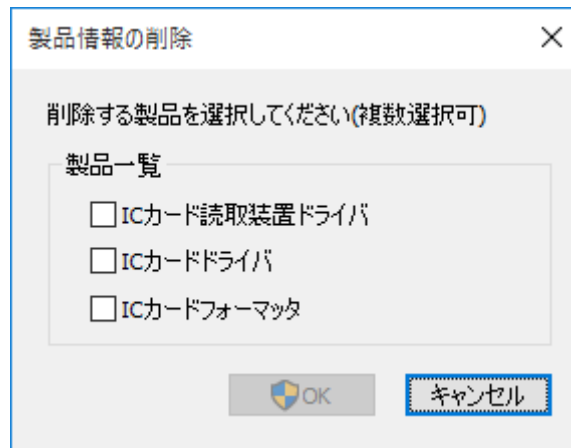 製品情報の削除
削除する製品を選択してください(複数選択可)
製品一覧
ICカード読取装置ドライバ
ICカードドライバ
ICカードフォーマッタ
OK キャンセル